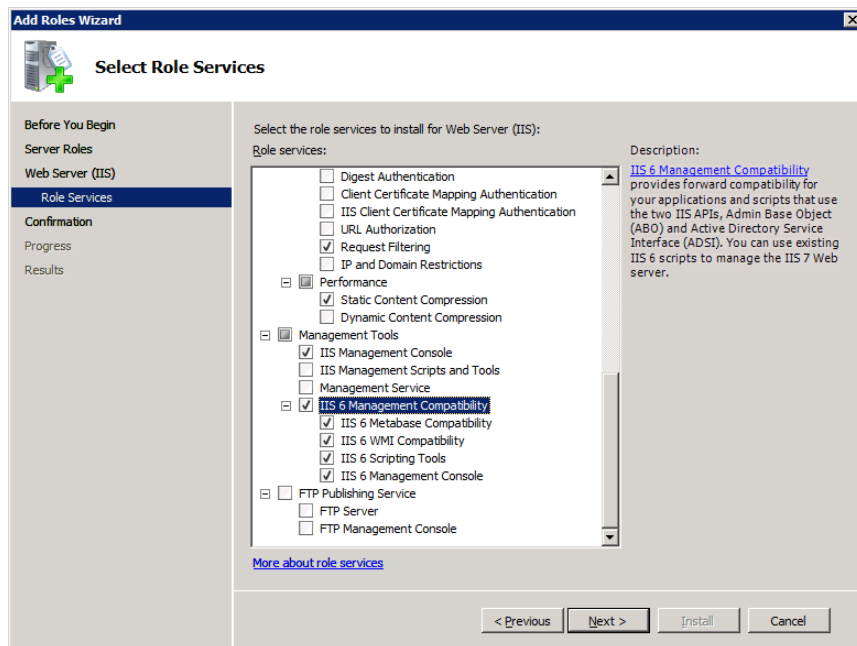 Add Roles Wizard
Select Role Services
Before You Begin
Server Roles
Web Server (IIS)
Role Services
Confirmation
Progress
Results
Select the role services to install for Web Server (IIS):
Role services:
Digest Authentication
Client Certificate Mapping Authentication
IIS Client Certificate Mapping Authentication
URL Authorization
Request Filtering
IP and Domain Restrictions
Performance
Static Content Compression
Dynamic Content Compression
Management Tools
IIS Management Console
IIS Management Scripts and Tools
Management Service
IIS 6 Management Compatibility
IIS 6 Metabase Compatibility
IIS 6 WMI Compatibility
IIS 6 Scripting Tools
IIS 6 Management Console
FTP Publishing Service
FTP Server
FTP Management Console
More about role services
Description:
IIS 6 Management Compatibility
provides forward compatibility for
your applications and scripts that use
the two IIS APIs, Admin Base Object
(ABO) and Active Directory Service
Interface (ADSI). You can use existing
IIS 6 scripts to manage the IIS 7 Web
server.
< Previous
Next >
Install
Cancel